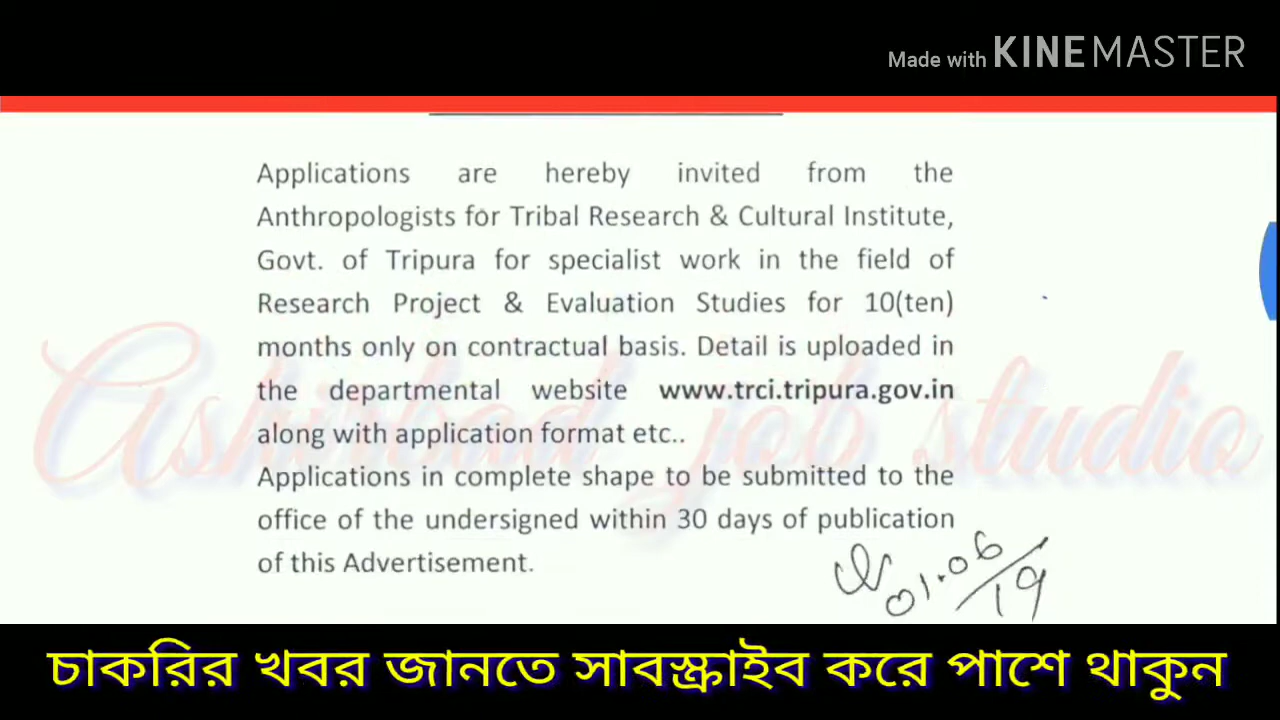 Made with KINEMASTER
Applications are hereby invited from the
Anthropologists for Tribal Research & Cultural Institute,
Govt. of Tripura for specialist work in the field of
Research Project & Evaluation Studies for 10(ten)
months only on contractual basis. Detail is uploaded in
the departmental website www.trci.tripura.gov.in
along with application format etc..
Applications in complete shape to be submitted to the
office of the undersigned within 30 days of publication
of this Advertisement.
01.06/19
Ashirbad job studio
চাকরির খবর জানতে সাবস্ক্রাইব করে পাশে থাকুন